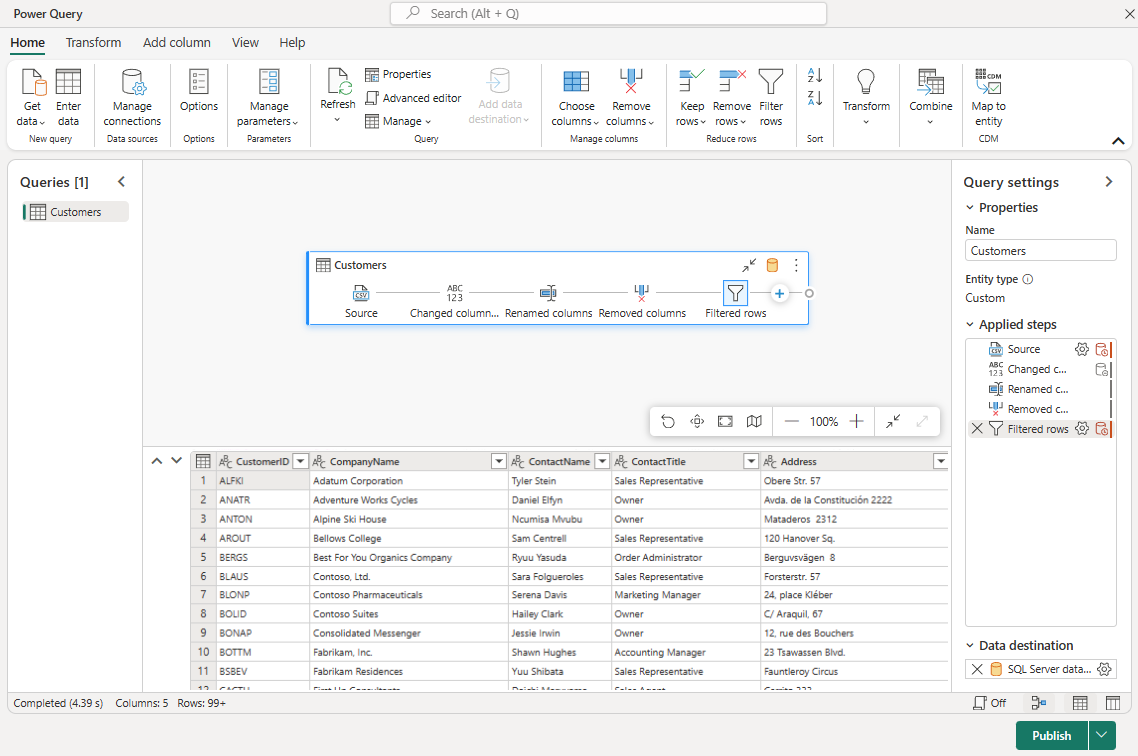 Power Query
Search (Alt + Q)
Home Transform Add column View Help
Get data
Enter data
New query
Manage connections
Data sources
Options
Options
Manage parameters
Parameters
Refresh
Properties
Advanced editor
Manage
Add data destination
Query
Choose columns
Remove columns
Manage columns
Keep rows
Remove rows
Filter rows
Reduce rows
A Z
Z A
Sort
Transform
Combine
CDM
Map to entity
CDM
Queries [1]
Customers
Customers
CSV
ABC 123
Source Changed column... Renamed columns Removed columns Filtered rows
100%
Query settings
Properties
Name
Customers
Entity type
Custom
Applied steps
CSV Source
ABC 123 Changed c...
Renamed c...
Removed c...
Filtered rows
Data destination
SQL Server data...
CustomerID CompanyName ContactName ContactTitle Address
1 ALFKI Adatum Corporation Tyler Stein Sales Representative Obere Str. 57
2 ANATR Adventure Works Cycles Daniel Elfyn Owner Avda. de la Constitución 2222
3 ANTON Alpine Ski House Ncumisa Mvubu Owner Mataderos 2312
4 AROUT Bellows College Sam Centrell Sales Representative 120 Hanover Sq.
5 BERGS Best For You Organics Company Ryuu Yasuda Order Administrator Berguvsvägen 8
6 BLAUS Contoso, Ltd. Sara Folgueroles Sales Representative Forsterstr. 57
7 BLONP Contoso Pharmaceuticals Serena Davis Marketing Manager 24, place Kléber
8 BOLID Contoso Suites Hailey Clark Owner C/ Araquil, 67
9 BONAP Consolidated Messenger Jessie Irwin Owner 12, rue des Bouchers
10 BOTTM Fabrikam, Inc. Shawn Hughes Accounting Manager 23 Tsawassen Blvd.
11 BSBEV Fabrikam Residences Yuu Shibata Sales Representative Fauntleroy Circus
Completed (4.39 s) Columns: 5 Rows: 99+
Off
Publish